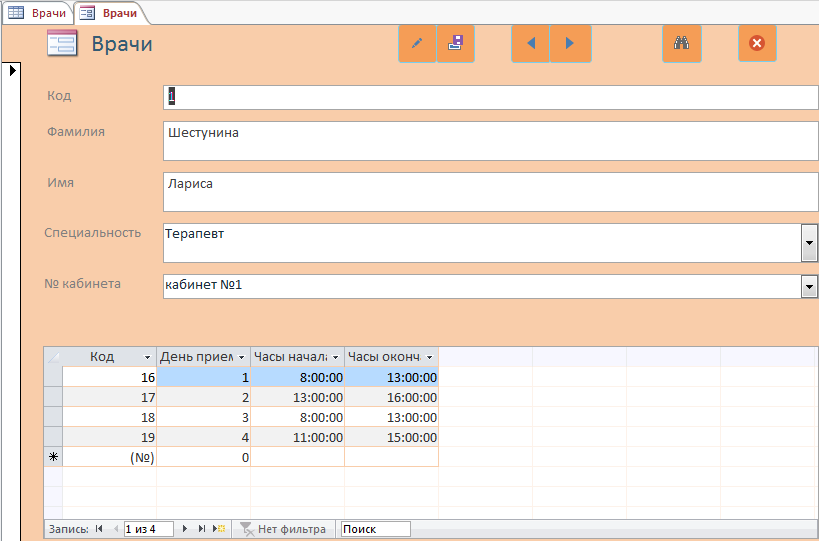 Врачи Врачи
Врачи
Код 1
Фамилия Шестунина
Имя Лариса
Специальность Терапевт
№ кабинета кабинет №1
Код День прием Часы начала Часы оконч
16 1 8:00:00 13:00:00
17 2 13:00:00 16:00:00
18 3 8:00:00 13:00:00
19 4 11:00:00 15:00:00
(№) 0
Запись: 1 из 4 Нет фильтра Поиск